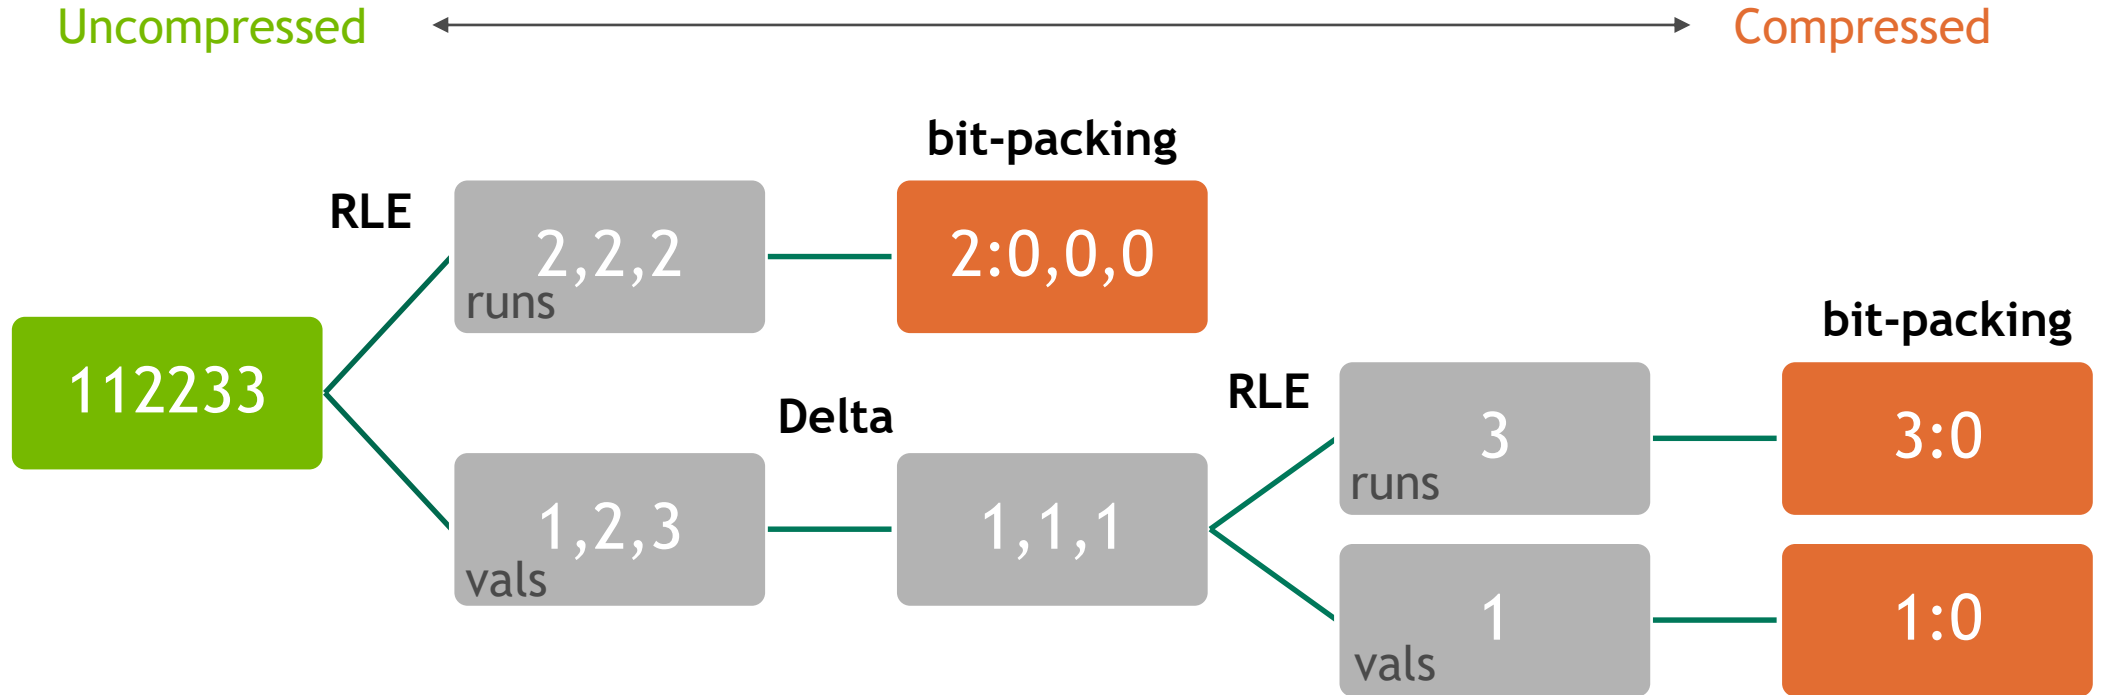 Uncompressed
Compressed
bit-packing
RLE
2,2,2
runs
2:0,0,0
bit-packing
112233
Delta
RLE
3
runs
3:0
1,2,3
vals
1,1,1
1
vals
1:0